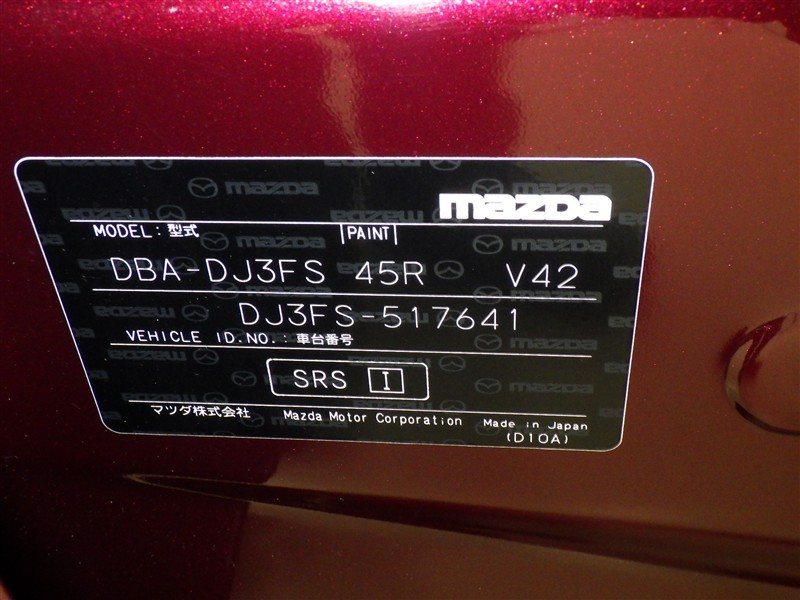 mazda
MODEL: 型式 PAINT
DBA-DJ3FS 45R V42
DJ3FS-517641
VEHICLE ID.NO.: 車台番号
SRS I
マツダ株式会社 Mazda Motor Corporation Made in Japan
(D10A)